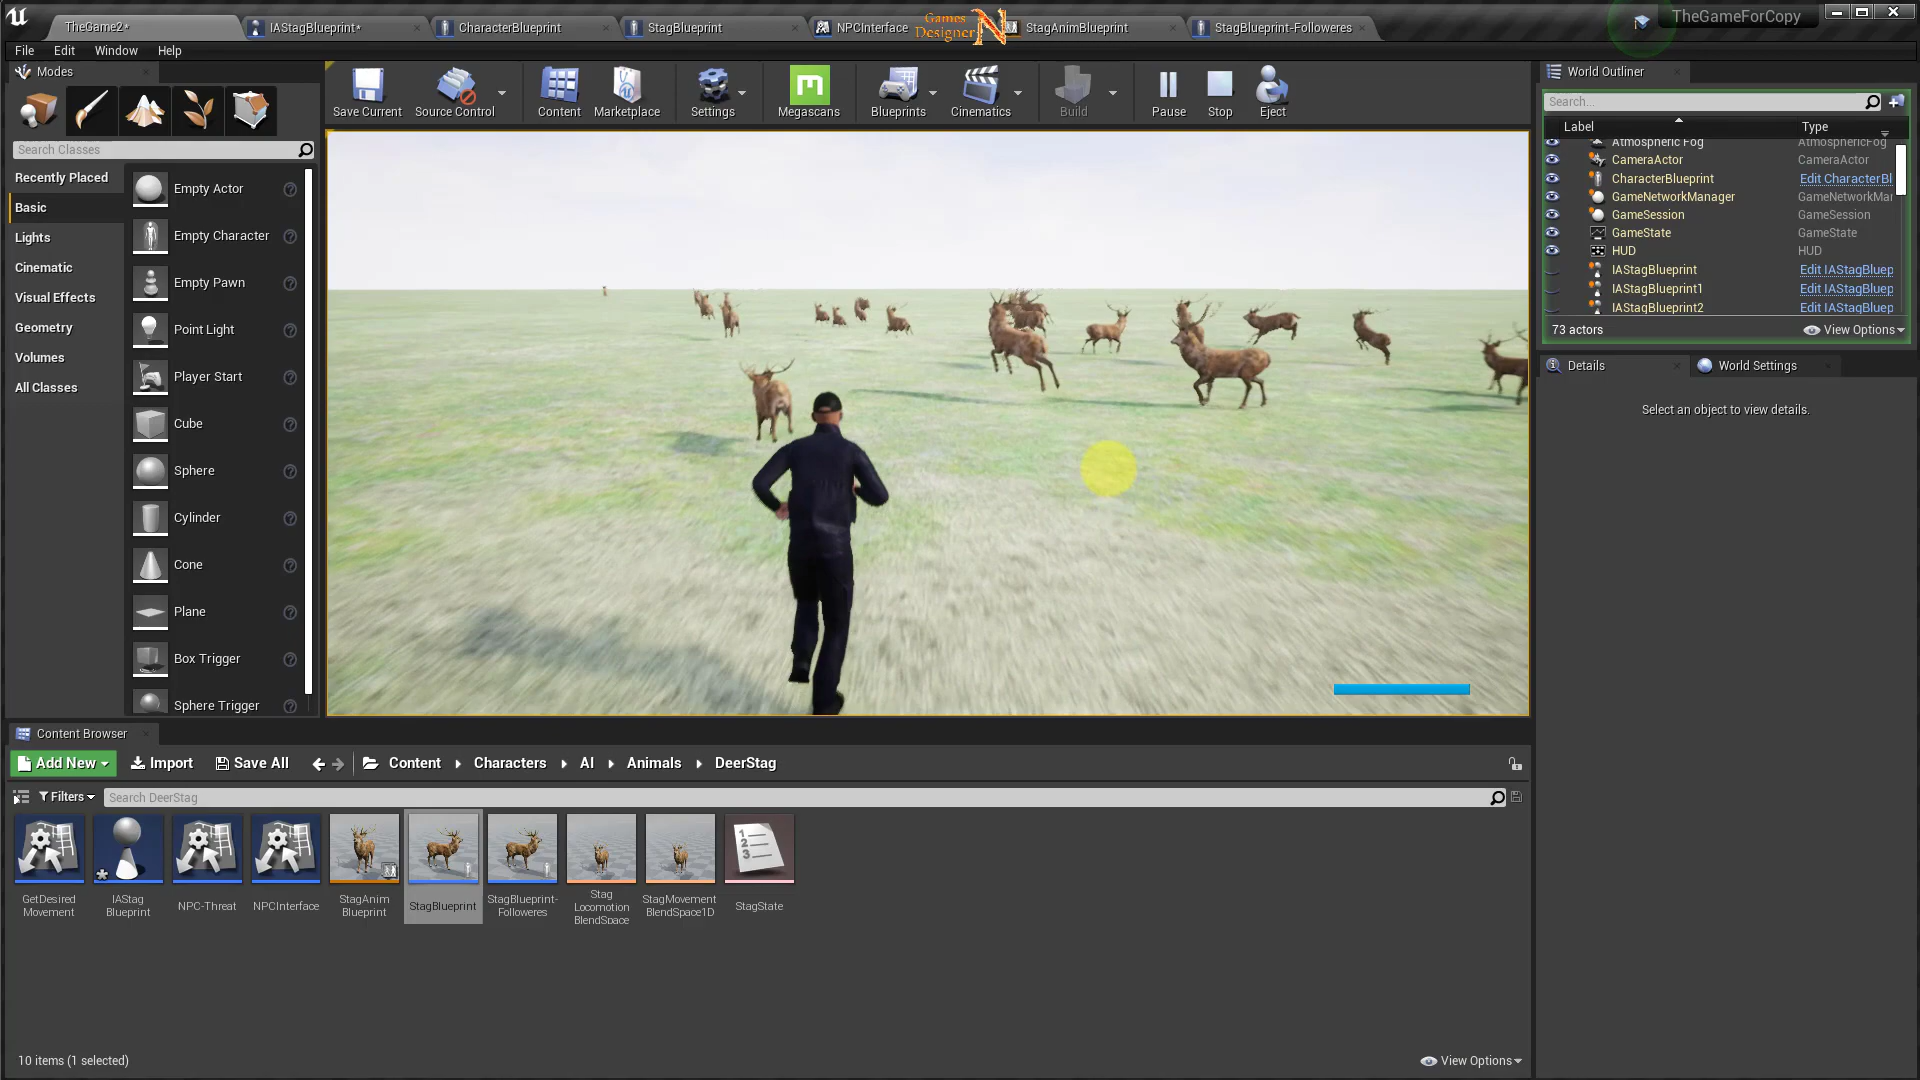 TheGame2*
IAStagBlueprint*
CharacterBlueprint
StagBlueprint
NPCInterface
Games
Designer
N
StagAnimBlueprint
StagBlueprint-Followeres
TheGameForCopy
File
Edit
Window
Help
Modes
Save Current
Source Control
Content
Marketplace
Settings
Megascans
Blueprints
Cinematics
Build
Pause
Stop
Eject
Search Classes
Recently Placed
Basic
Lights
Cinematic
Visual Effects
Geometry
Volumes
All Classes
Empty Actor
Empty Character
Empty Pawn
Point Light
Player Start
Cube
Sphere
Cylinder
Cone
Plane
Box Trigger
Sphere Trigger
World Outliner
Search...
Label Type
Atmospheric Fog AtmosphericFog
CameraActor CameraActor
CharacterBlueprint Edit CharacterBl
GameNetworkManager GameNetworkMar
GameSession GameSession
GameState GameState
HUD HUD
IAStagBlueprint Edit IAStagBluep
IAStagBlueprint1 Edit IAStagBluep
IAStagBlueprint2 Edit IAStagBluep
73 actors View Options
Details
World Settings
Select an object to view details.
Content Browser
Add New
Import
Save All
Content
Characters
AI
Animals
DeerStag
Filters
Search DeerStag
GetDesired
Movement
IAStag
Blueprint
NPC-Threat
NPCInterface
StagAnim
Blueprint
StagBlueprint
StagBlueprint-
Followeres
Stag
Locomotion
BlendSpace
StagMovement
BlendSpace1D
1
2
3
StagState
10 items (1 selected)
View Options